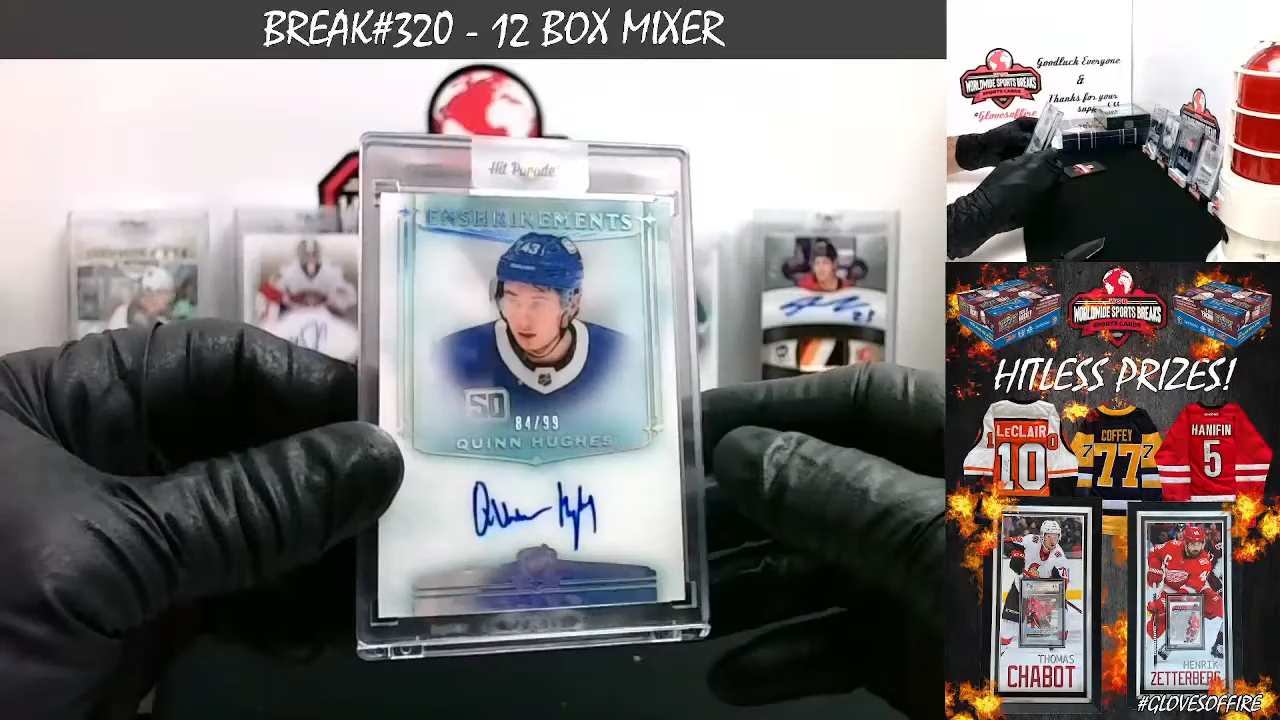 BREAK#320 - 12 BOX MIXER
Hit Parade
ENSHRINEMENTS
43
50
84/99
QUINN HUGHES
WORLDWIDE SPORTS BREAKS
SPORTS CARDS
#Glovesoffire
Goodluck Everyone
&
Thanks for your
WORLDWIDE SPORTS BREAKS
SPORTS CARDS
HITLESS PRIZES!
LECLAIR
10
COFFEY
77
HANIFIN
5
THOMAS
CHABOT
HENRIK
ZETTERBERG
#GLOVESOFFIRE